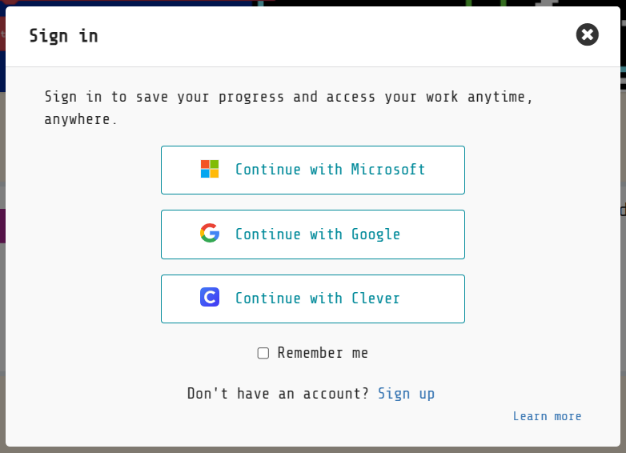 Sign in
Sign in to save your progress and access your work anytime,
anywhere.
Continue with Microsoft
Continue with Google
Continue with Clever
Remember me
Don't have an account? Sign up
Learn more